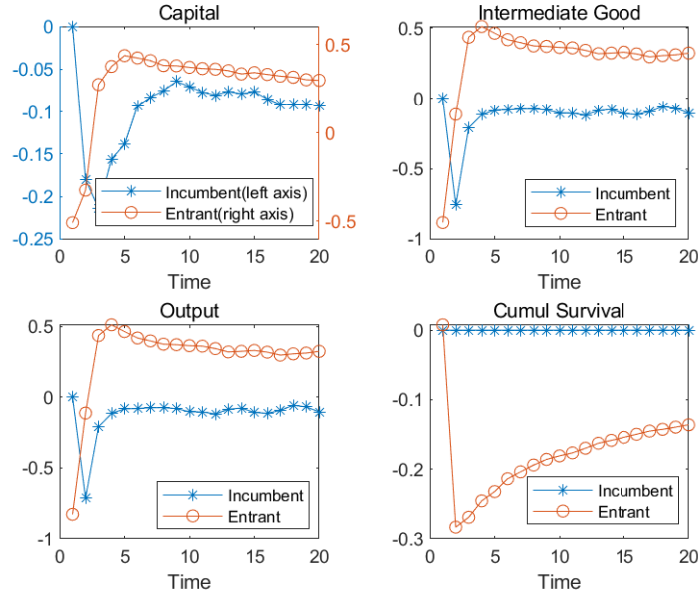 Capital
0
-0.05
-0.1
-0.15
-0.2
-0.25
0.5
0
-0.5
Incumbent(left axis)
Entrant(right axis)
0 5 10 15 20
Time
Intermediate Good
0.5
0
-0.5
-1
Incumbent
Entrant
0 5 10 15 20
Time
Output
0.5
0
-0.5
-1
Incumbent
Entrant
0 5 10 15 20
Time
Cumul Survival
0
-0.1
-0.2
-0.3
Incumbent
Entrant
0 5 10 15 20
Time